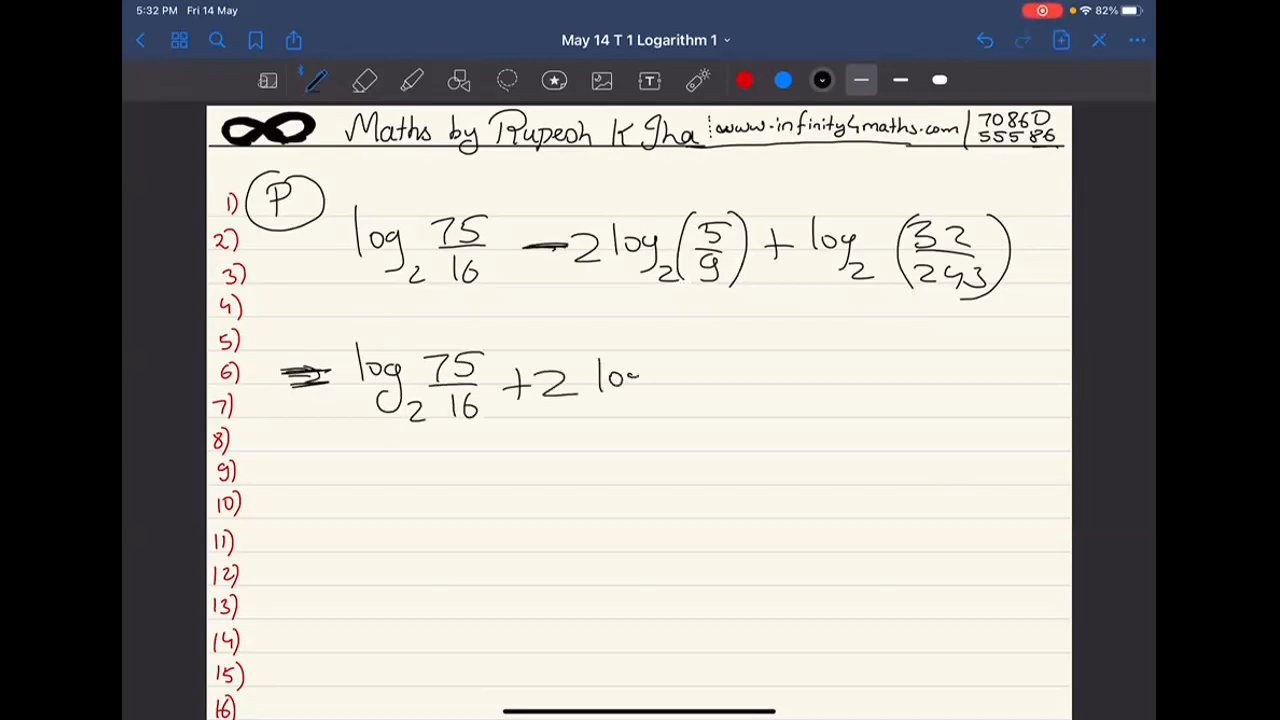 5:32 PM Fri 14 May 82%
May 14 T 1 Logarithm 1
Maths by Rupesh K Jha www.infinity4maths.com 70860 55586
1) P
2) log₂ 75/16 - 2 log₂ (5/9) + log₂ (32/243)
3)
4)
5)
6) = log₂ 75/16 + 2 lo
7)
8)
9)
10)
11)
12)
13)
14)
15)
16)